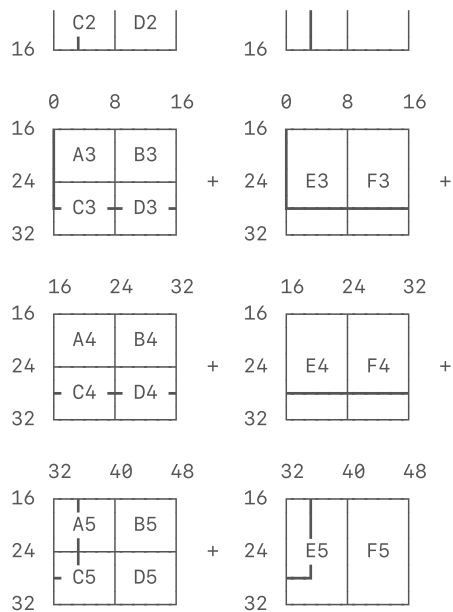 C2 D2
16 16
0 8 16 0 8 16
16 16
A3 B3
24 + 24 E3 F3 +
C3 D3
32 32
16 24 32 16 24 32
16 16
A4 B4
24 + 24 E4 F4 +
C4 D4
32 32
32 40 48 32 40 48
16 16
A5 B5
24 + 24 E5 F5
C5 D5
32 32